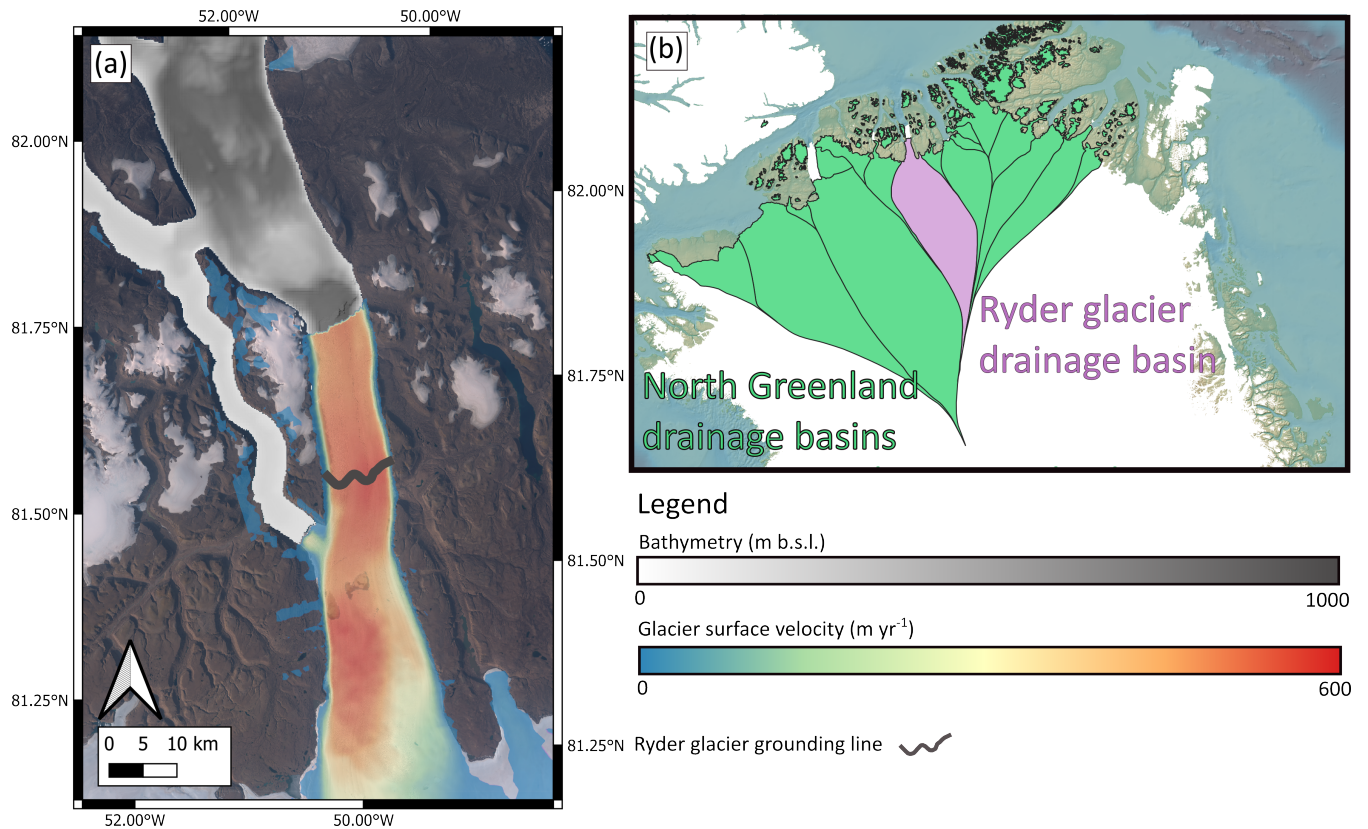 52.00°W
50.00°W
(a)
82.00°N
81.75°N
81.50°N
81.25°N
0 5 10 km
52.00°W
50.00°W
82.00°N
81.75°N
81.50°N
81.25°N
(b)
Ryder glacier
drainage basin
North Greenland
drainage basins
Legend
Bathymetry (m b.s.l.)
0 1000
Glacier surface velocity (m yr⁻¹)
0 600
Ryder glacier grounding line